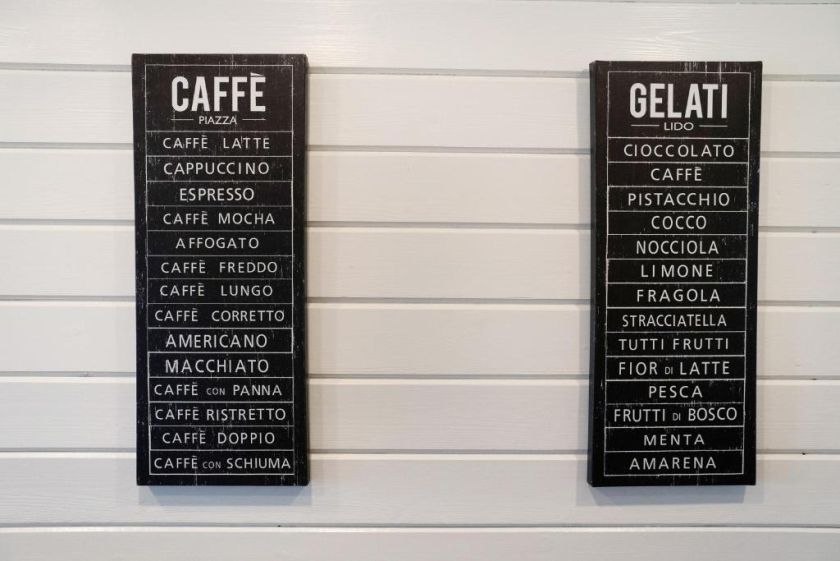 CAFFÈ
PIAZZA
CAFFÈ LATTE
CAPPUCCINO
ESPRESSO
CAFFÈ MOCHA
AFFOGATO
CAFFÈ FREDDO
CAFFÈ LUNGO
CAFFÈ CORRETTO
AMERICANO
MACCHIATO
CAFFÈ CON PANNA
CAFFÈ RISTRETTO
CAFFÈ DOPPIO
CAFFÈ CON SCHIUMA
GELATI
LIDO
CIOCCOLATO
CAFFÈ
PISTACCHIO
COCCO
NOCCIOLA
LIMONE
FRAGOLA
STRACCIATELLA
TUTTI FRUTTI
FIOR DI LATTE
PESCA
FRUTTI DI BOSCO
MENTA
AMARENA